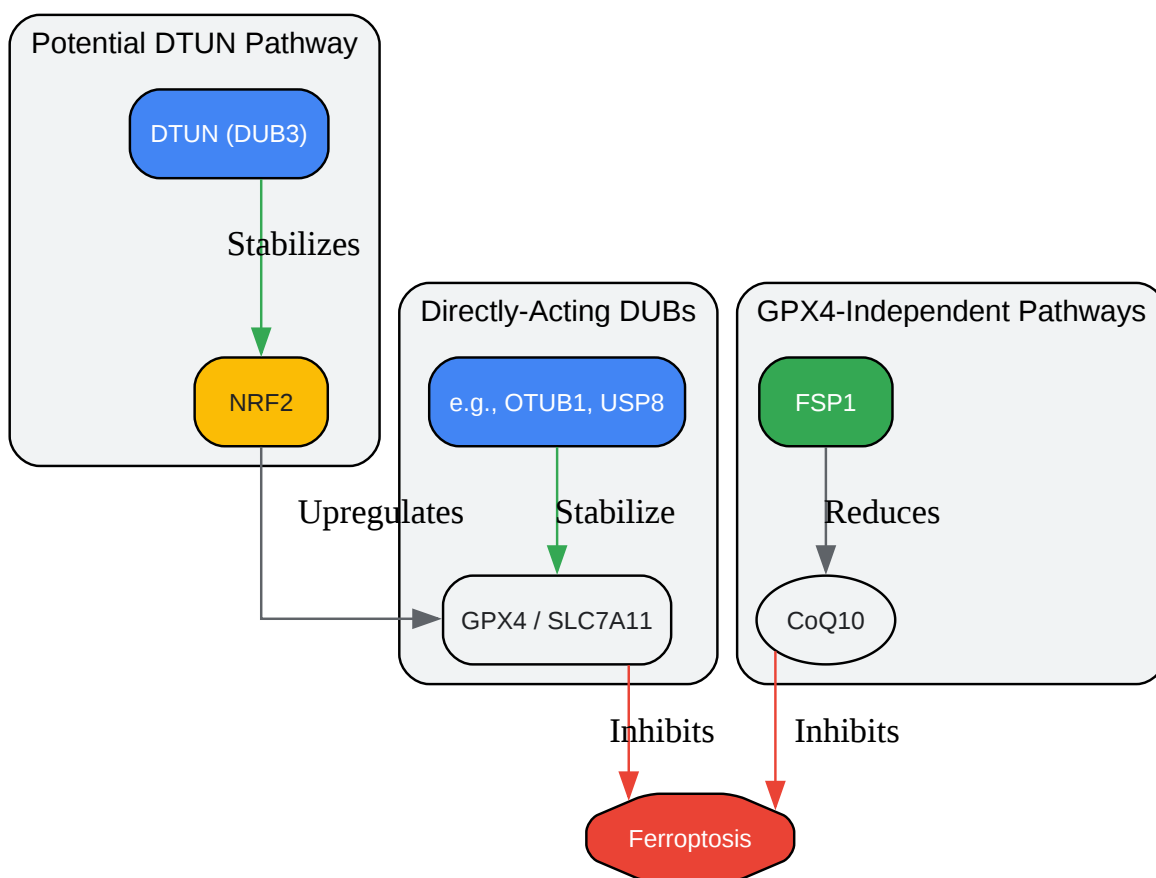 Potential DTUN Pathway
DTUN (DUB3)
Stabilizes
NRF2
Directly-Acting DUBs
e.g., OTUB1, USP8
GPX4-Independent Pathways
FSP1
Upregulates
Stabilize
Reduces
GPX4 / SLC7A11
CoQ10
Inhibits
Inhibits
Ferroptosis